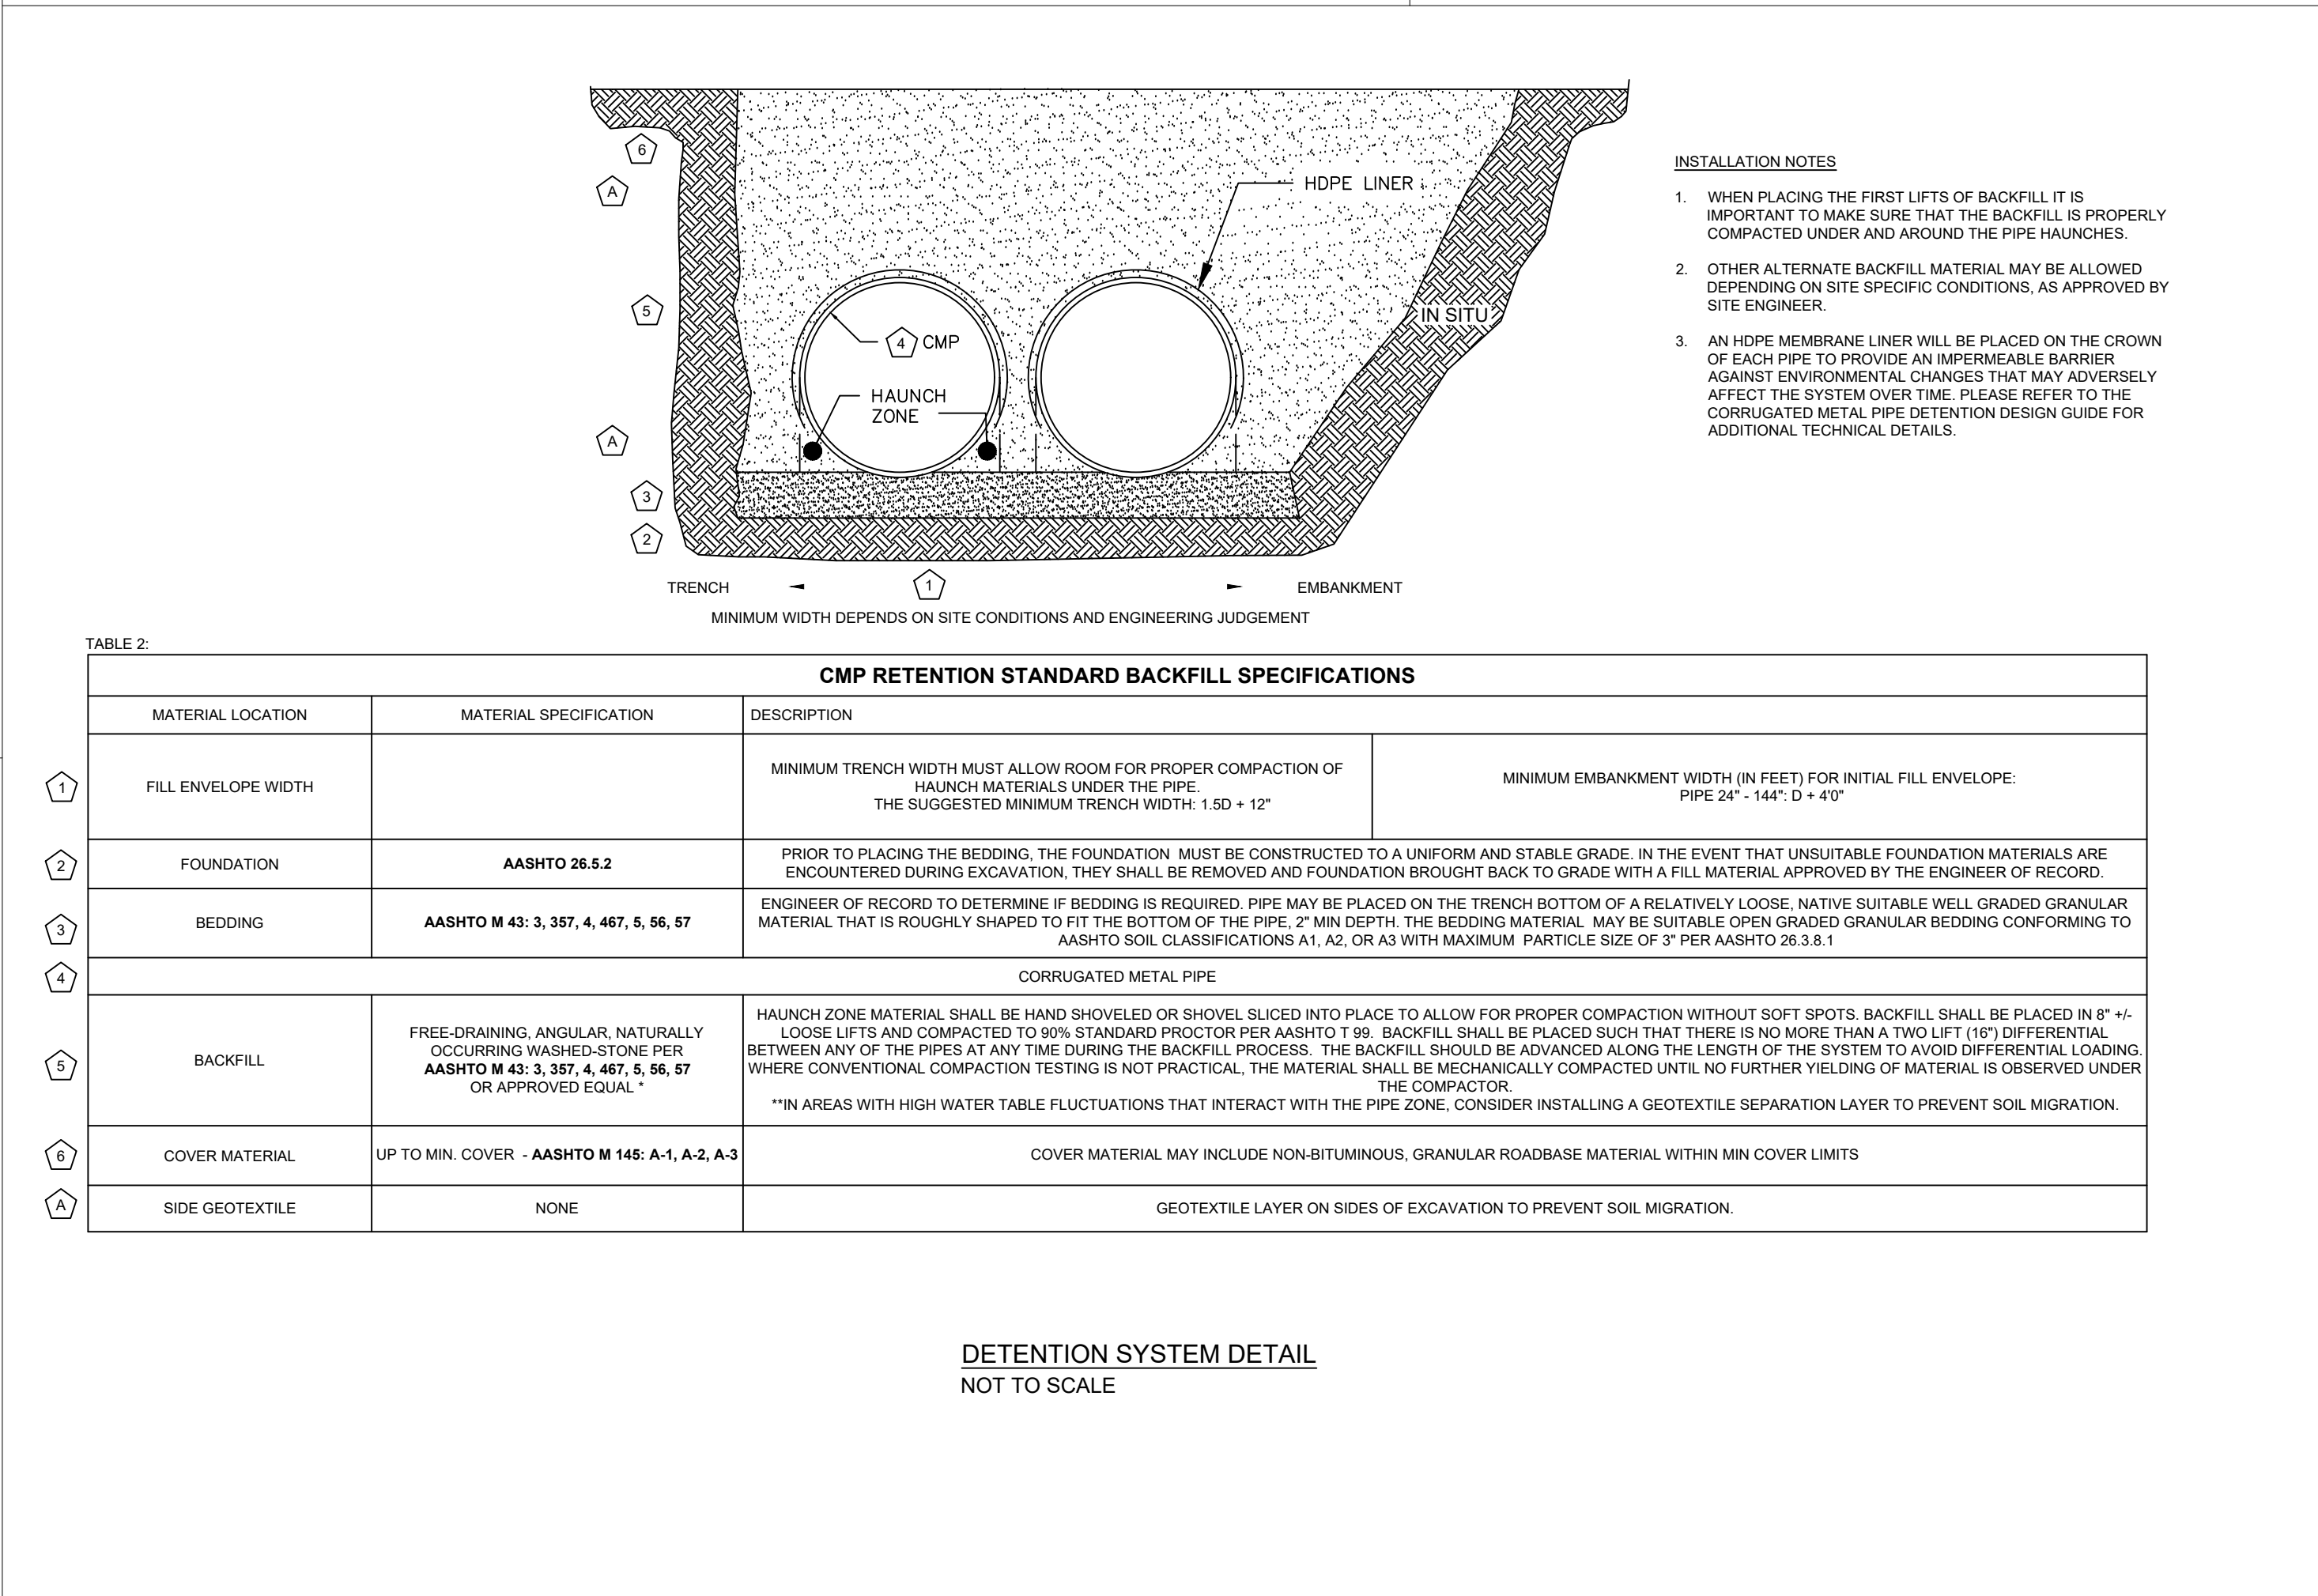 6
A
HDPE LINER
5
IN SITU
4 CMP
HAUNCH
ZONE
A
3
2
TRENCH 1 EMBANKMENT
MINIMUM WIDTH DEPENDS ON SITE CONDITIONS AND ENGINEERING JUDGEMENT
INSTALLATION NOTES
1. WHEN PLACING THE FIRST LIFTS OF BACKFILL IT IS
IMPORTANT TO MAKE SURE THAT THE BACKFILL IS PROPERLY
COMPACTED UNDER AND AROUND THE PIPE HAUNCHES.
2. OTHER ALTERNATE BACKFILL MATERIAL MAY BE ALLOWED
DEPENDING ON SITE SPECIFIC CONDITIONS, AS APPROVED BY
SITE ENGINEER.
3. AN HDPE MEMBRANE LINER WILL BE PLACED ON THE CROWN
OF EACH PIPE TO PROVIDE AN IMPERMEABLE BARRIER
AGAINST ENVIRONMENTAL CHANGES THAT MAY ADVERSELY
AFFECT THE SYSTEM OVER TIME. PLEASE REFER TO THE
CORRUGATED METAL PIPE DETENTION DESIGN GUIDE FOR
ADDITIONAL TECHNICAL DETAILS.
TABLE 2:
CMP RETENTION STANDARD BACKFILL SPECIFICATIONS
MATERIAL LOCATION
MATERIAL SPECIFICATION
DESCRIPTION
1
FILL ENVELOPE WIDTH
MINIMUM TRENCH WIDTH MUST ALLOW ROOM FOR PROPER COMPACTION OF
HAUNCH MATERIALS UNDER THE PIPE.
THE SUGGESTED MINIMUM TRENCH WIDTH: 1.5D + 12"
MINIMUM EMBANKMENT WIDTH (IN FEET) FOR INITIAL FILL ENVELOPE:
PIPE 24" - 144": D + 4'0"
2
FOUNDATION
AASHTO 26.5.2
PRIOR TO PLACING THE BEDDING, THE FOUNDATION MUST BE CONSTRUCTED TO A UNIFORM AND STABLE GRADE. IN THE EVENT THAT UNSUITABLE FOUNDATION MATERIALS ARE
ENCOUNTERED DURING EXCAVATION, THEY SHALL BE REMOVED AND FOUNDATION BROUGHT BACK TO GRADE WITH A FILL MATERIAL APPROVED BY THE ENGINEER OF RECORD.
3
BEDDING
AASHTO M 43: 3, 357, 4, 467, 5, 56, 57
ENGINEER OF RECORD TO DETERMINE IF BEDDING IS REQUIRED. PIPE MAY BE PLACED ON THE TRENCH BOTTOM OF A RELATIVELY LOOSE, NATIVE SUITABLE WELL GRADED GRANULAR
MATERIAL THAT IS ROUGHLY SHAPED TO FIT THE BOTTOM OF THE PIPE, 2" MIN DEPTH. THE BEDDING MATERIAL MAY BE SUITABLE OPEN GRADED GRANULAR BEDDING CONFORMING TO
AASHTO SOIL CLASSIFICATIONS A1, A2, OR A3 WITH MAXIMUM PARTICLE SIZE OF 3" PER AASHTO 26.3.8.1
4
CORRUGATED METAL PIPE
5
BACKFILL
FREE-DRAINING, ANGULAR, NATURALLY
OCCURRING WASHED-STONE PER
AASHTO M 43: 3, 357, 4, 467, 5, 56, 57
OR APPROVED EQUAL *
HAUNCH ZONE MATERIAL SHALL BE HAND SHOVELED OR SHOVEL SLICED INTO PLACE TO ALLOW FOR PROPER COMPACTION WITHOUT SOFT SPOTS. BACKFILL SHALL BE PLACED IN 8" +/-
LOOSE LIFTS AND COMPACTED TO 90% STANDARD PROCTOR PER AASHTO T 99. BACKFILL SHALL BE PLACED SUCH THAT THERE IS NO MORE THAN A TWO LIFT (16") DIFFERENTIAL
BETWEEN ANY OF THE PIPES AT ANY TIME DURING THE BACKFILL PROCESS. THE BACKFILL SHOULD BE ADVANCED ALONG THE LENGTH OF THE SYSTEM TO AVOID DIFFERENTIAL LOADING.
WHERE CONVENTIONAL COMPACTION TESTING IS NOT PRACTICAL, THE MATERIAL SHALL BE MECHANICALLY COMPACTED UNTIL NO FURTHER YIELDING OF MATERIAL IS OBSERVED UNDER
THE COMPACTOR.
**IN AREAS WITH HIGH WATER TABLE FLUCTUATIONS THAT INTERACT WITH THE PIPE ZONE, CONSIDER INSTALLING A GEOTEXTILE SEPARATION LAYER TO PREVENT SOIL MIGRATION.
6
COVER MATERIAL
UP TO MIN. COVER - AASHTO M 145: A-1, A-2, A-3
COVER MATERIAL MAY INCLUDE NON-BITUMINOUS, GRANULAR ROADBASE MATERIAL WITHIN MIN COVER LIMITS
A
SIDE GEOTEXTILE
NONE
GEOTEXTILE LAYER ON SIDES OF EXCAVATION TO PREVENT SOIL MIGRATION.
DETENTION SYSTEM DETAIL
NOT TO SCALE